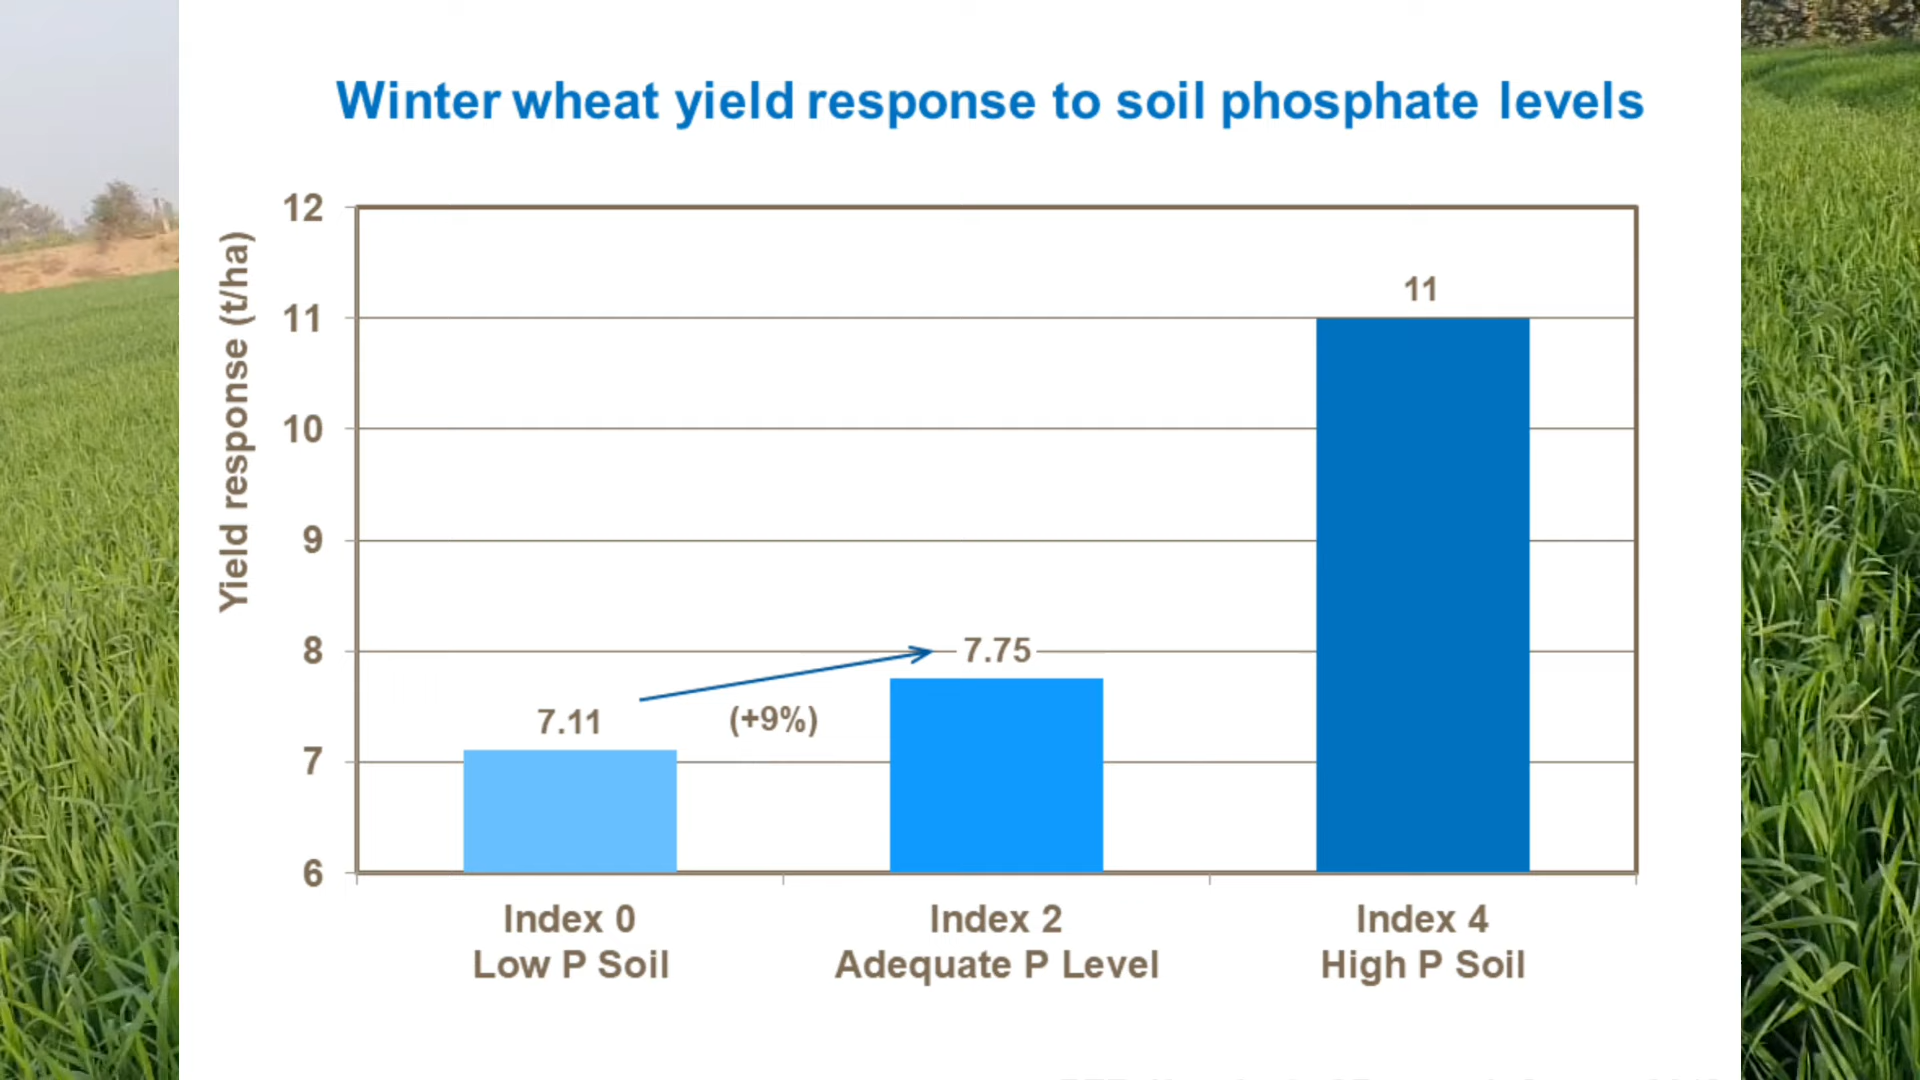 Winter wheat yield response to soil phosphate levels
Yield response (t/ha)
12
11
10
9
8
7
6
7.11
(+9%)
7.75
11
Index 0
Low P Soil
Index 2
Adequate P Level
Index 4
High P Soil